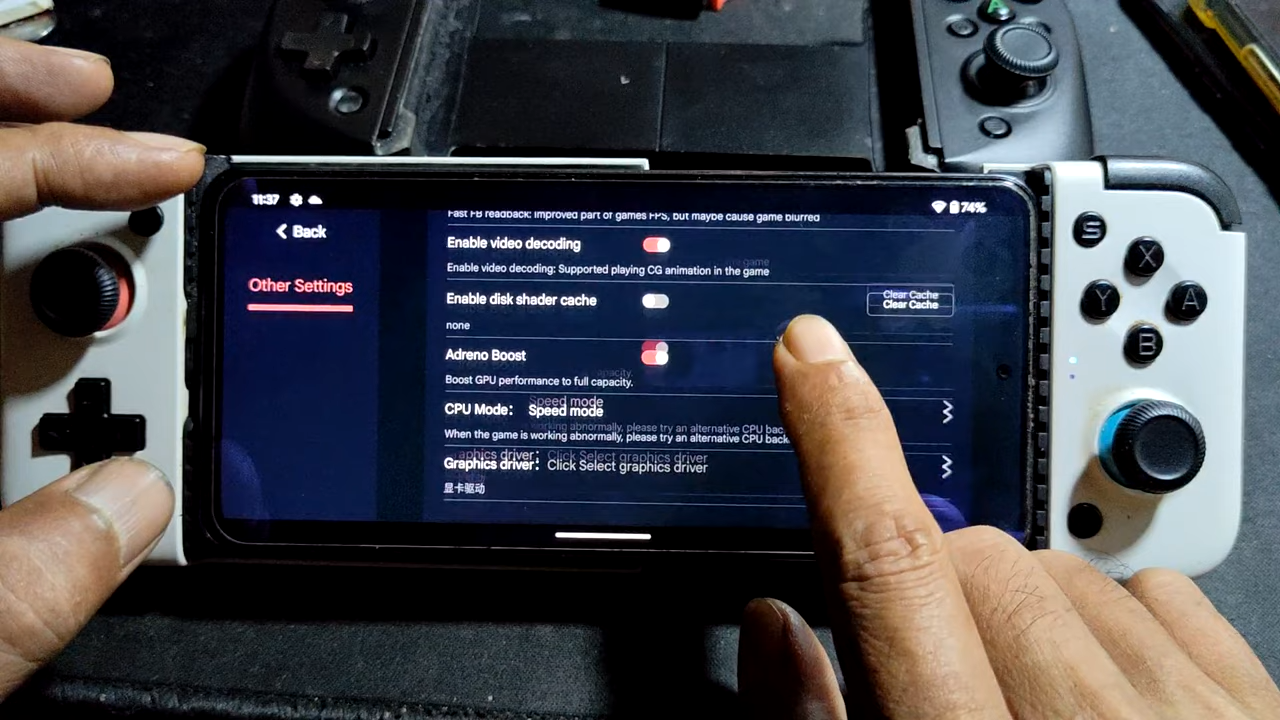 11:37
74%
Back
Other Settings
Fast FB readback: Improved part of games FPS, but maybe cause game blurred
Enable video decoding
Enable video decoding: Supported playing CG animation in the game
Enable disk shader cache
Clear Cache
none
Adreno Boost
Boost GPU performance to full capacity.
CPU Mode: Speed mode
When the game is working abnormally, please try an alternative CPU back
Graphics driver: Click Select graphics driver
显卡驱动
S
X
Y
A
B
A